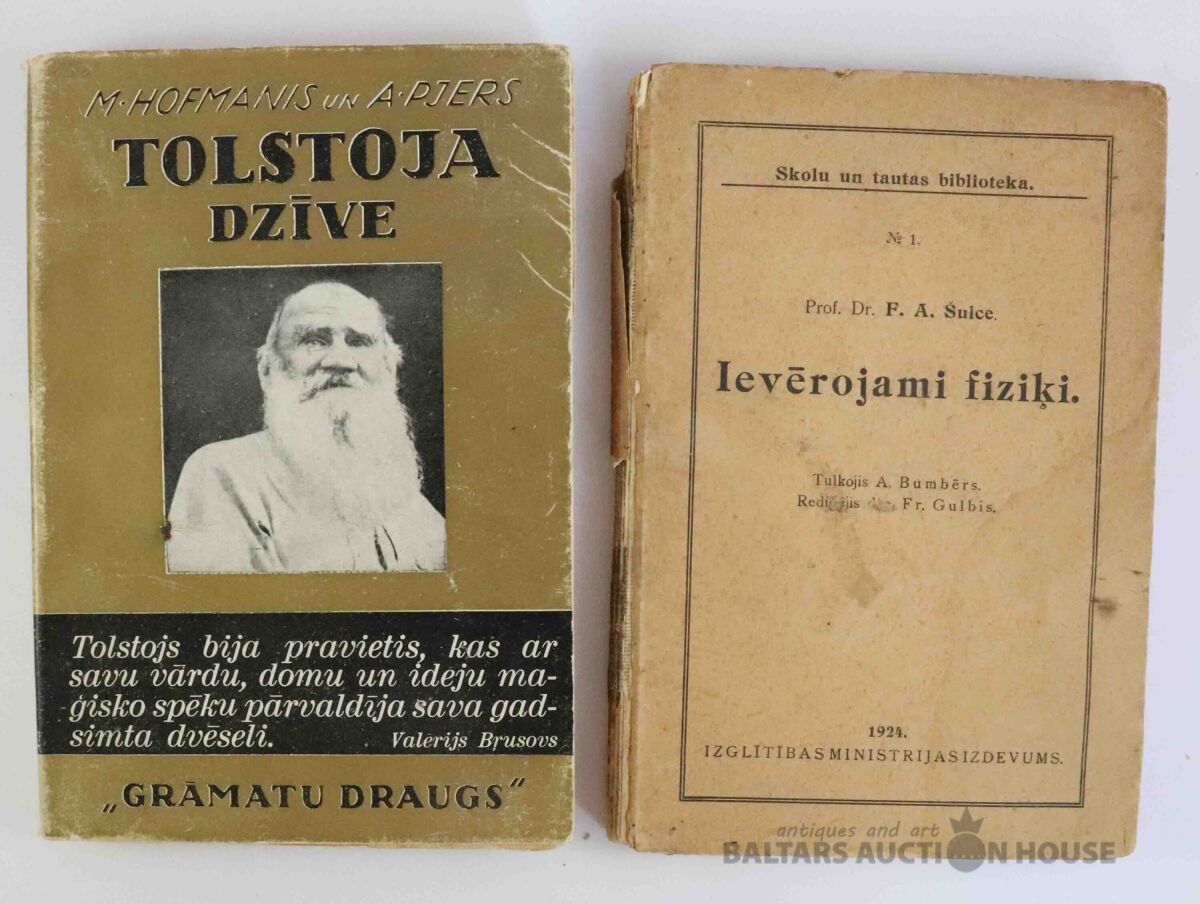 M·HOFMANIS UN A·PJERS
TOLSTOJA
DZĪVE
Tolstojs bija pravietis, kas ar
savu vārdu, domu un ideju ma-
ģisko spēku pārvaldīja sava gad-
simta dvēseli. Valerijs Brusovs
„GRĀMATU DRAUGS“
Skolu un tautas biblioteka.
№ 1.
Prof. Dr. F. A. Šulce.
Ievērojami fiziķi.
Tulkojis A. Bumbērs.
Fr. Gulbis.
1924.
IZGLĪTĪBAS MINISTRIJAS IZDEVUMS.
antiques and art
BALTARS AUCTION HOUSE